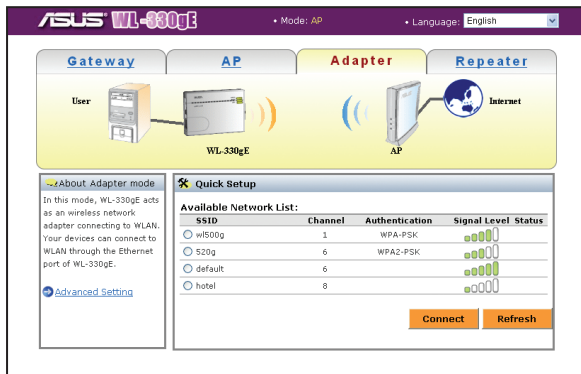 ASUS WL-330gE • Mode: AP • Language: English
Gateway AP Adapter Repeater
User Internet
WL-330gE AP
About Adapter mode
In this mode, WL-330gE acts
as an wireless network
adapter connecting to WLAN.
Your devices can connect to
WLAN through the Ethernet
port of WL-330gE.
Advanced Setting
Quick Setup
Available Network List:
SSID Channel Authentication Signal Level Status
wl500g 1 WPA-PSK
520g 6 WPA2-PSK
default 6
hotel 8
Connect Refresh